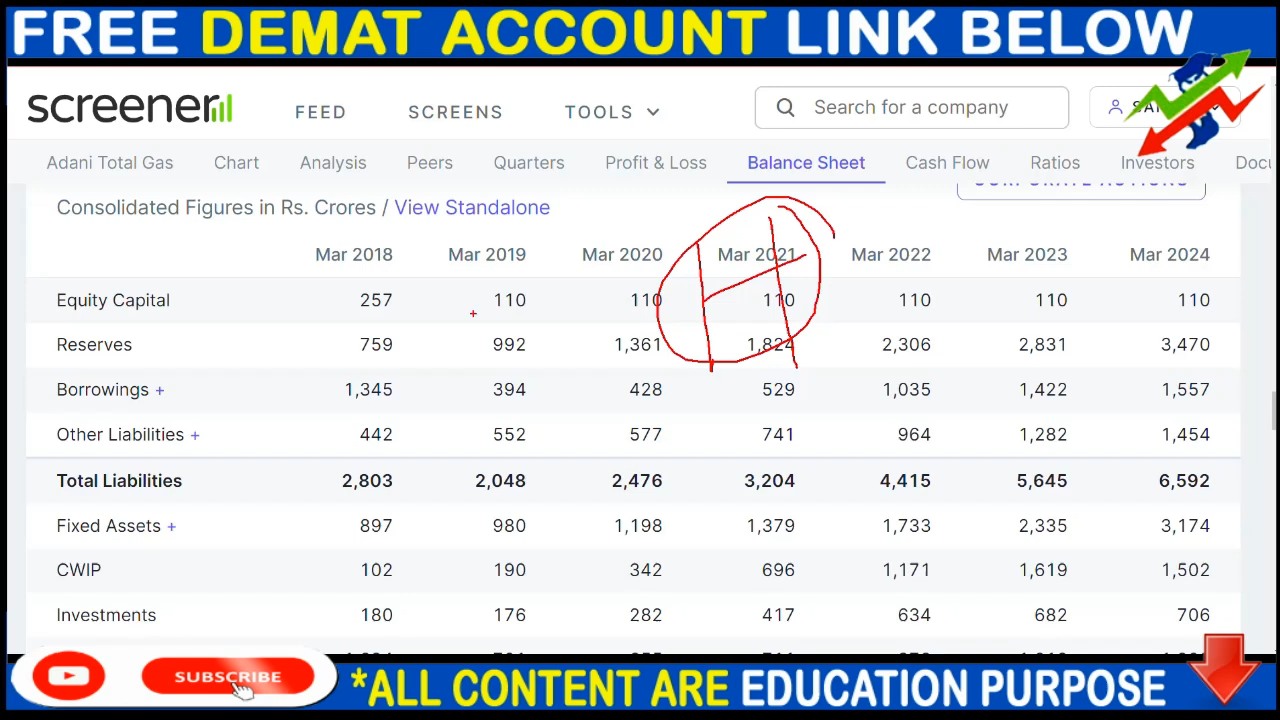 FREE DEMAT ACCOUNT LINK BELOW
screener FEED SCREENS TOOLS Search for a company
Adani Total Gas Chart Analysis Peers Quarters Profit & Loss Balance Sheet Cash Flow Ratios Investors
CORPORATE ACTIONS
Consolidated Figures in Rs. Crores / View Standalone
Mar 2018 Mar 2019 Mar 2020 Mar 2021 Mar 2022 Mar 2023 Mar 2024
Equity Capital 257 110 110 110 110 110 110
Reserves 759 992 1,361 1,824 2,306 2,831 3,470
Borrowings + 1,345 394 428 529 1,035 1,422 1,557
Other Liabilities + 442 552 577 741 964 1,282 1,454
Total Liabilities 2,803 2,048 2,476 3,204 4,415 5,645 6,592
Fixed Assets + 897 980 1,198 1,379 1,733 2,335 3,174
CWIP 102 190 342 696 1,171 1,619 1,502
Investments 180 176 282 417 634 682 706
SUBSCRIBE *ALL CONTENT ARE EDUCATION PURPOSE